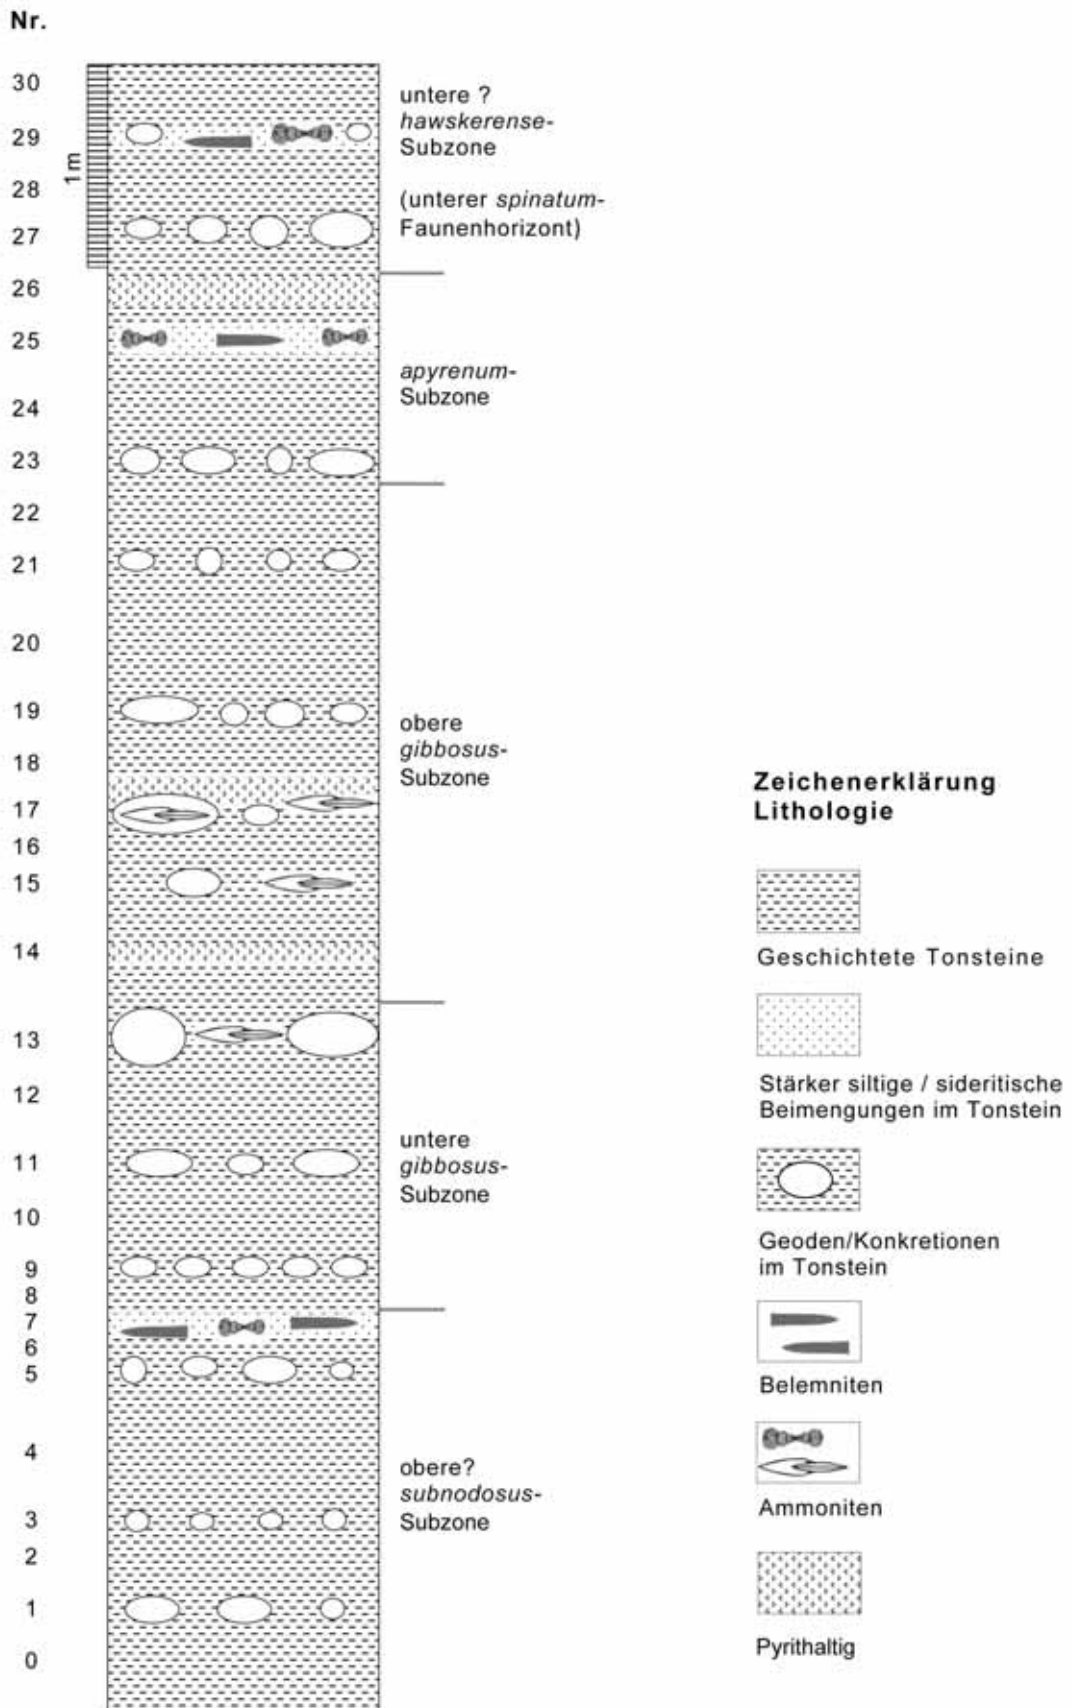 Nr.
30
29
28
27
26
25
24
23
22
21
20
19
18
17
16
15
14
13
12
11
10
9
8
7
6
5
4
3
2
1
0
1m
untere ?
hawskerense-
Subzone
(unterer spinatum-
Faunenhorizont)
apyrenum-
Subzone
obere
gibbosus-
Subzone
untere
gibbosus-
Subzone
obere?
subnodosus-
Subzone
Zeichenerklärung
Lithologie
Geschichtete Tonsteine
Stärker siltige / sideritische
Beimengungen im Tonstein
Geoden/Konkretionen
im Tonstein
Belemniten
Ammoniten
Pyrithaltig